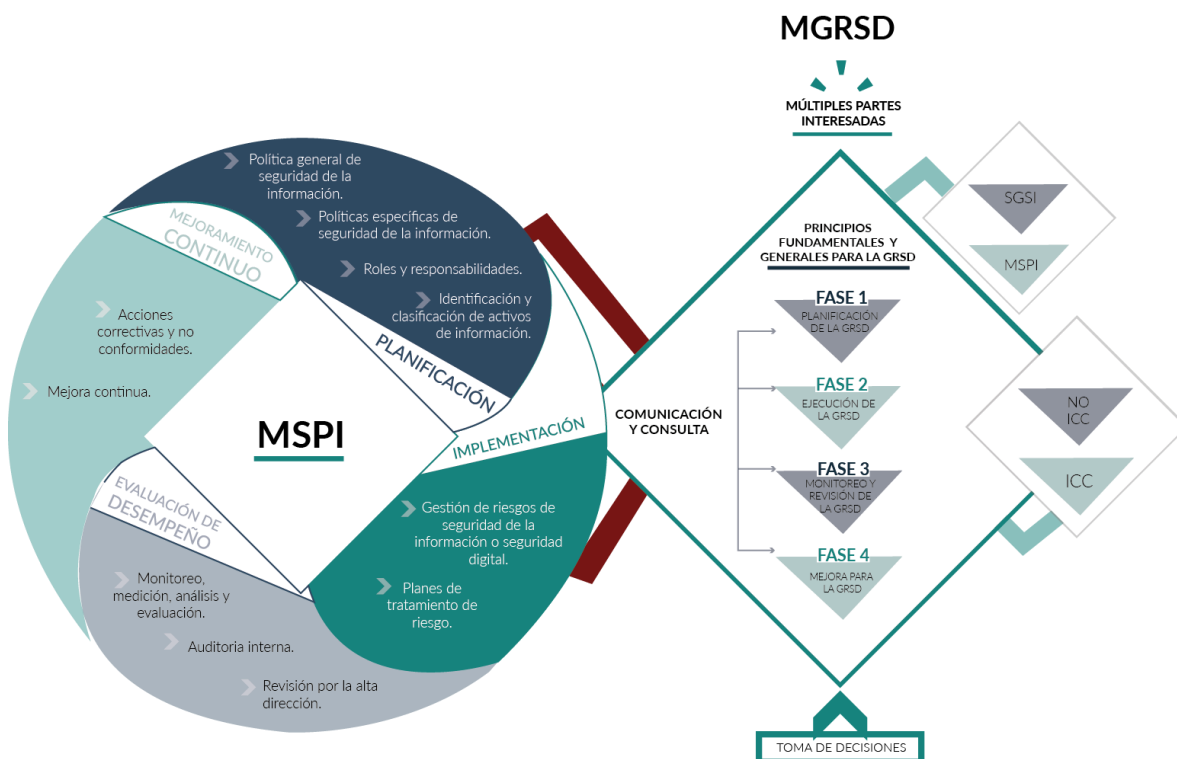 MGRSD
MÚLTIPLES PARTES
INTERESADAS
Política general de
seguridad de la
información.
Políticas específicas de
seguridad de la información.
Roles y responsabilidades.
Identificación y
clasificación de activos
de información.
PLANIFICACIÓN
MEJORAMIENTO
CONTINUO
Acciones
correctivas y no
conformidades.
Mejora continua.
MSPI
IMPLEMENTACIÓN
Gestión de riesgos de
seguridad de la
información o seguridad
digital.
Planes de
tratamiento de
riesgo.
EVALUACIÓN DE
DESEMPEÑO
Monitoreo,
medición, análisis y
evaluación.
Auditoria interna.
Revisión por la alta
dirección.
COMUNICACIÓN
Y CONSULTA
PRINCIPIOS
FUNDAMENTALES Y
GENERALES PARA LA GRSD
FASE 1
PLANIFICACIÓN
DE LA GRSD
FASE 2
EJECUCIÓN DE
LA GRSD
FASE 3
MONITOREO Y
REVISIÓN DE
LA GRSD
FASE 4
MEJORA PARA
LA GRSD
SGSI
MSPI
NO
ICC
ICC
TOMA DE DECISIONES